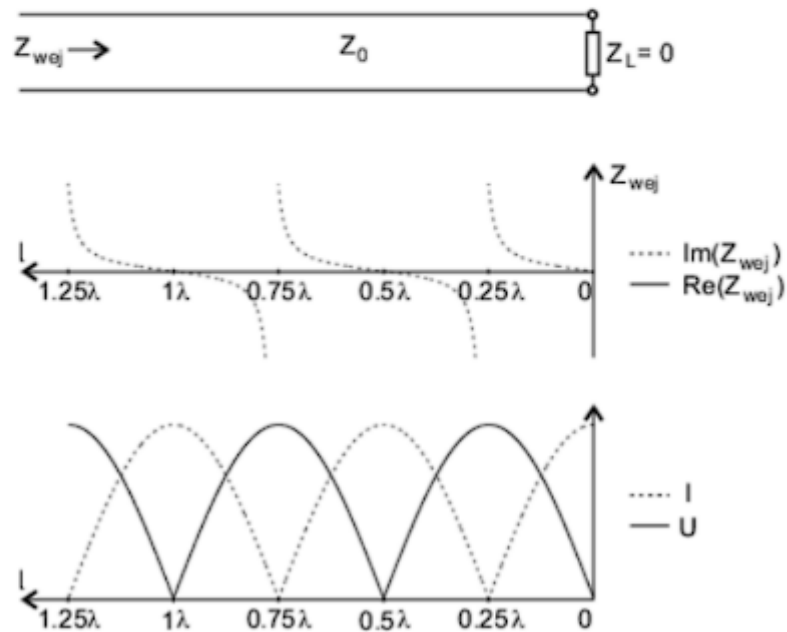 Z_wej Z_0 Z_L = 0
Z_wej
l
1.25λ 1λ 0.75λ 0.5λ 0.25λ 0
Im(Z_wej)
Re(Z_wej)
I
U
l
1.25λ 1λ 0.75λ 0.5λ 0.25λ 0